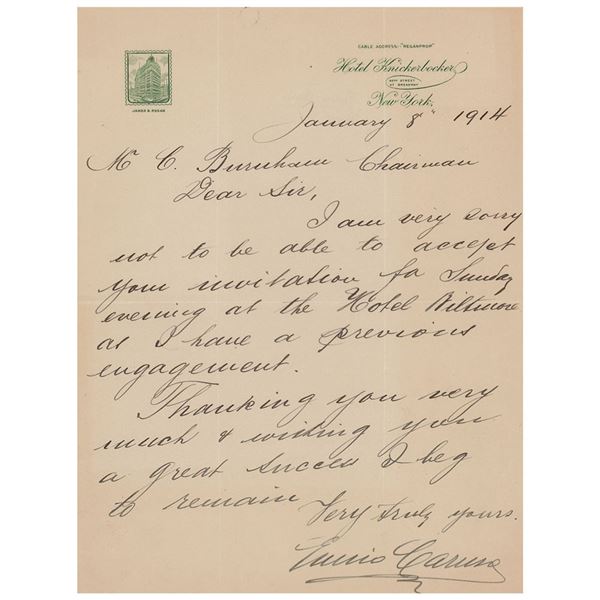 CABLE ADDRESS-"REGANPROP"
Hotel Knickerbocker
42ND STREET
AT BROADWAY
New York.
JAMES B. REGAN
January 8" 1914
Mr C. Burnham Chairman
Dear Sir,
I am very sorry
not to be able to accept
your invitation for Sunday
evening at the Hotel Biltmore
as I have a previous
engagement.
Thanking you very
much & wishing you
a great success I beg
to remain
Very truly yours.
Enrico Caruso